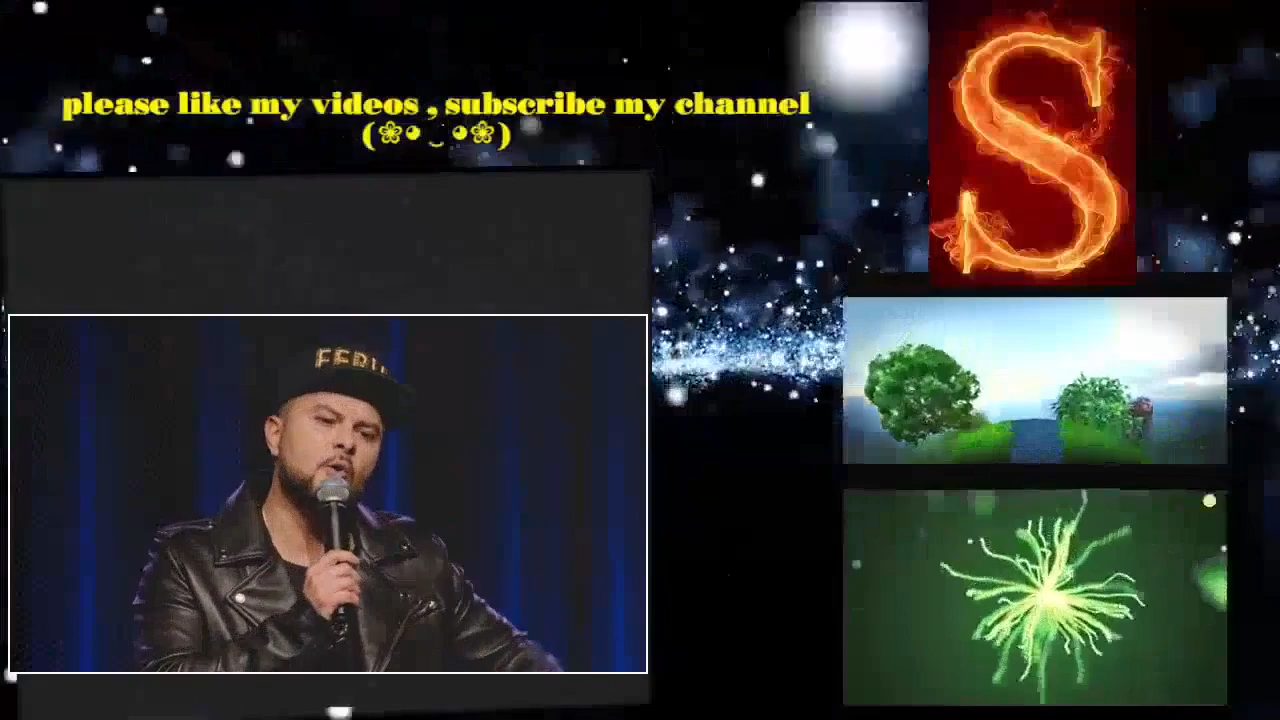 please like my videos , subscribe my channel
(❀◕ ‿ ◕❀)
S